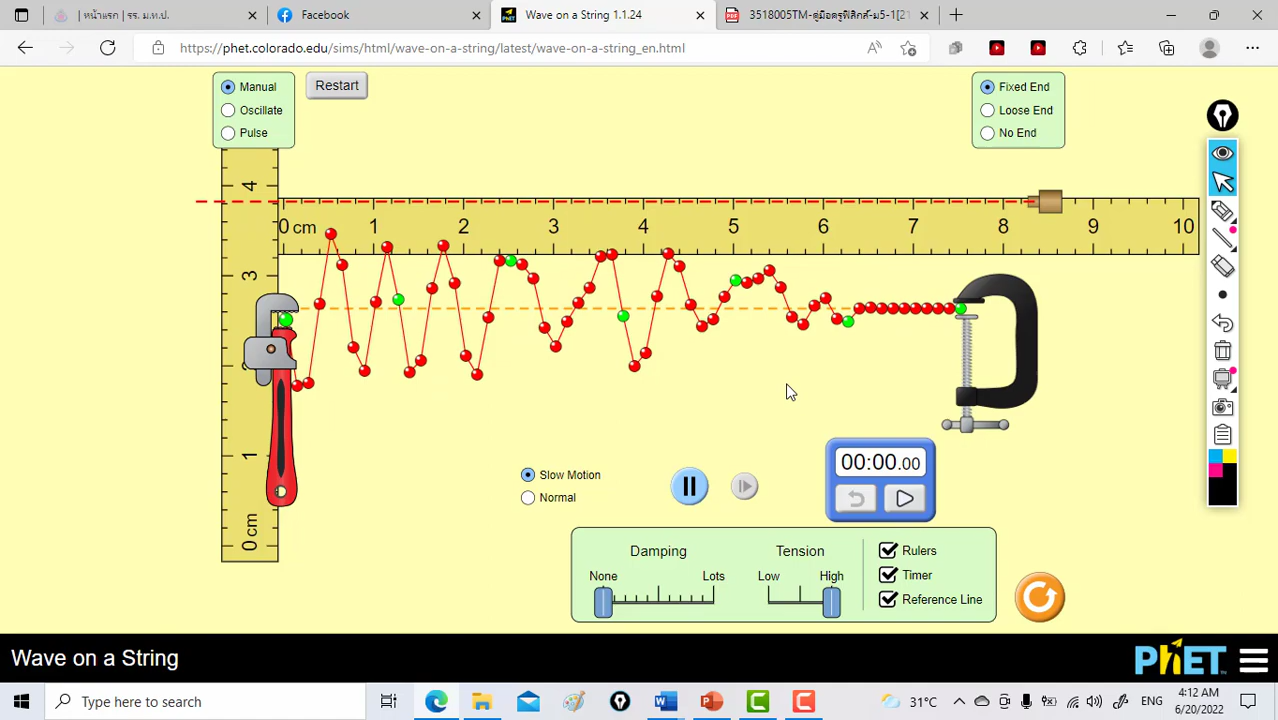 | หน้าแรก | รร. ม.ท.ป.
Facebook
Wave on a String 1.1.24
3518005TM-คู่มือครูฟิสิกส์-ม5-1[21
https://phet.colorado.edu/sims/html/wave-on-a-string/latest/wave-on-a-string_en.html
Manual
Oscillate
Pulse
Restart
Fixed End
Loose End
No End
4
3
2
1
0 cm
0 cm 1 2 3 4 5 6 7 8 9 10
Slow Motion
Normal
00:00.00
Damping
None
Lots
Tension
Low
High
Rulers
Timer
Reference Line
Wave on a String
PhET
Type here to search
31°C
ENG
4:12 AM
6/20/2022